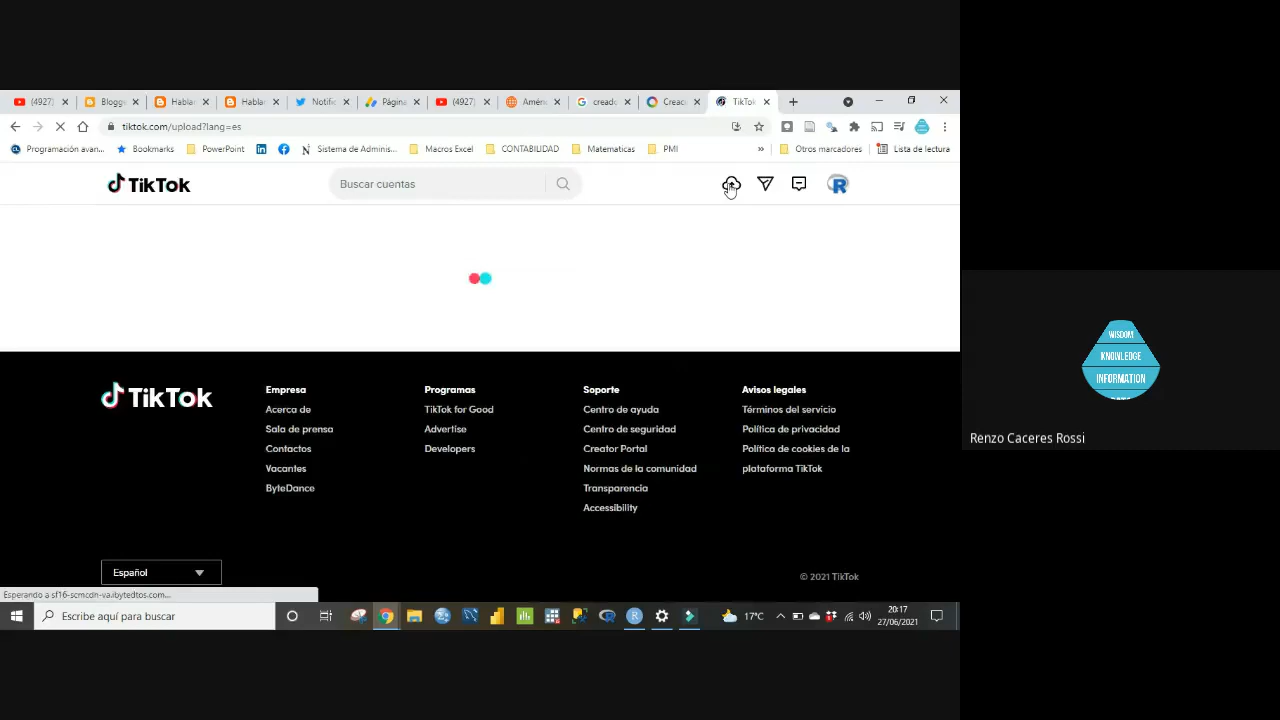 (4927)
Blogg
Habla
Habla
Notific
Página
(4927)
Amér
creado
Creac
TikTok
tiktok.com/upload?lang=es
Programación avan...
Bookmarks
PowerPoint
Sistema de Adminis...
Macros Excel
CONTABILIDAD
Matematicas
PMI
»
Otros marcadores
Lista de lectura
TikTok
Buscar cuentas
R
TikTok
Empresa
Acerca de
Sala de prensa
Contactos
Vacantes
ByteDance
Programas
TikTok for Good
Advertise
Developers
Soporte
Centro de ayuda
Centro de seguridad
Creator Portal
Normas de la comunidad
Transparencia
Accessibility
Avisos legales
Términos del servicio
Política de privacidad
Política de cookies de la
plataforma TikTok
Español
© 2021 TikTok
Esperando a sf16-scmcdn-va.ibytedtos.com...
Escribe aquí para buscar
17°C
20:17
27/06/2021
WISDOM
KNOWLEDGE
INFORMATION
Renzo Caceres Rossi